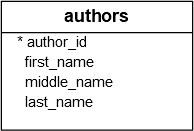 authors
* author_id
first_name
middle_name
last_name